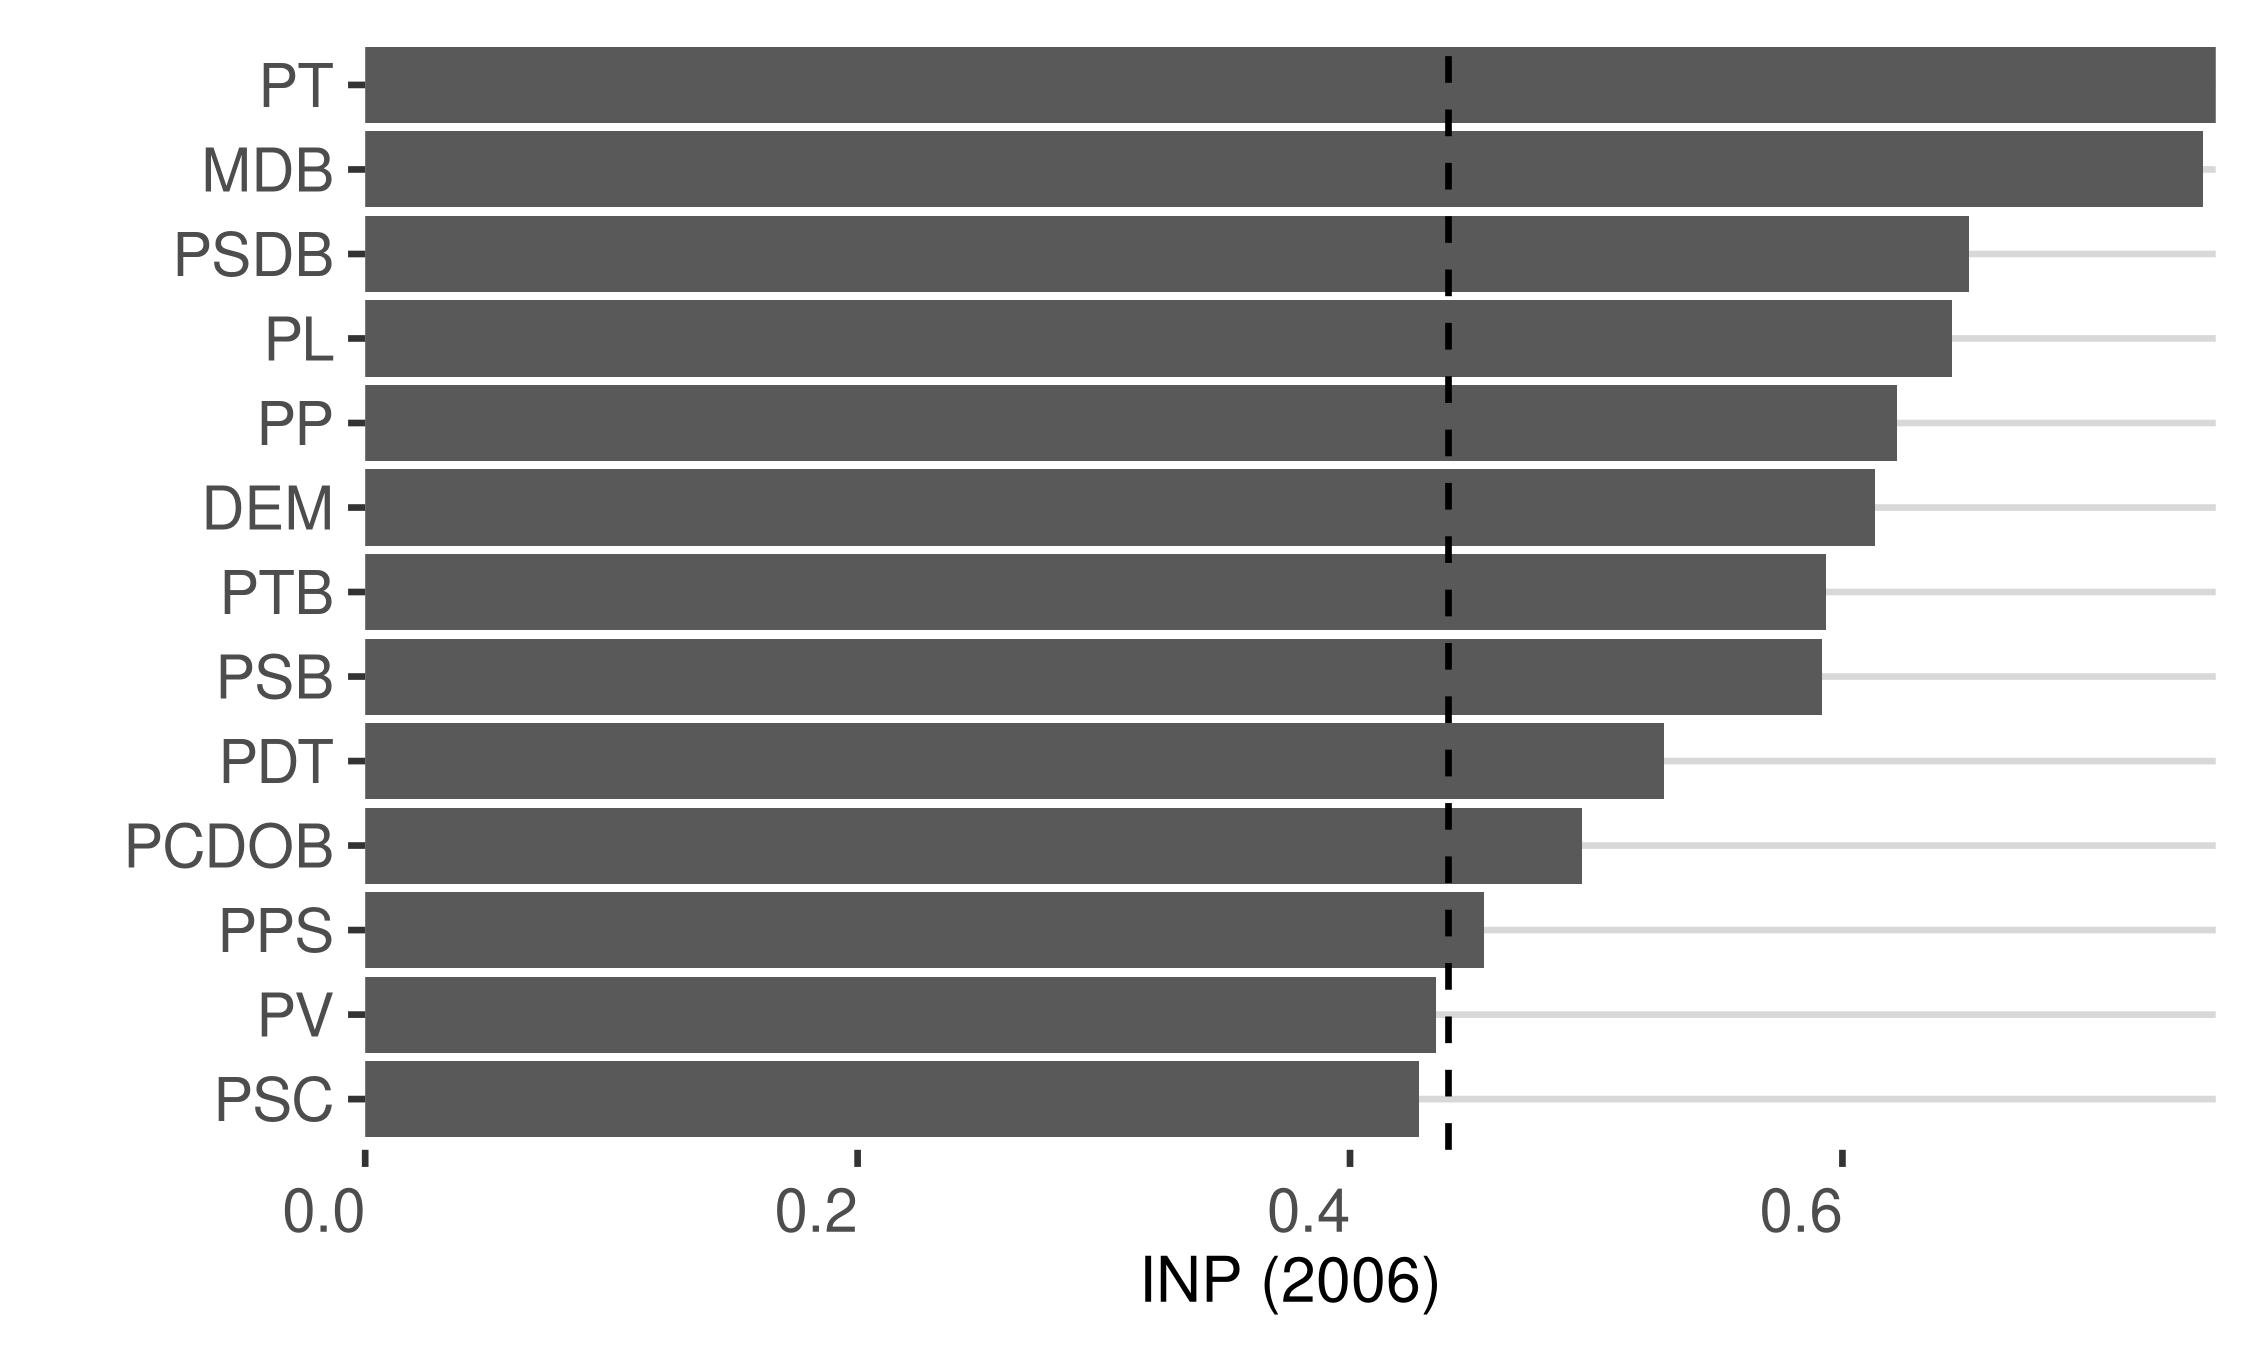 PT
MDB
PSDB
PL
PP
DEM
PTB
PSB
PDT
PCDOB
PPS
PV
PSC
0.0 0.2 0.4 0.6
INP (2006)